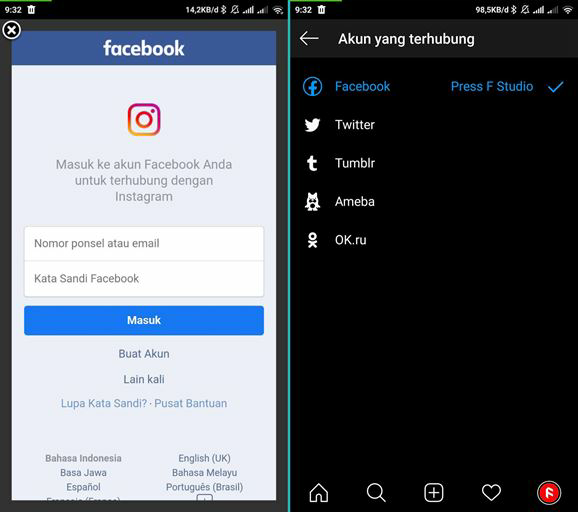 9:32
14,2KB/d
facebook
Masuk ke akun Facebook Anda
untuk terhubung dengan
Instagram
Nomor ponsel atau email
Kata Sandi Facebook
Masuk
Buat Akun
Lain kali
Lupa Kata Sandi? · Pusat Bantuan
Bahasa Indonesia English (UK)
Basa Jawa Bahasa Melayu
Español Português (Brasil)
Français (France)
9:32
98,5KB/d
Akun yang terhubung
Facebook Press F Studio
Twitter
Tumblr
Ameba
OK.ru